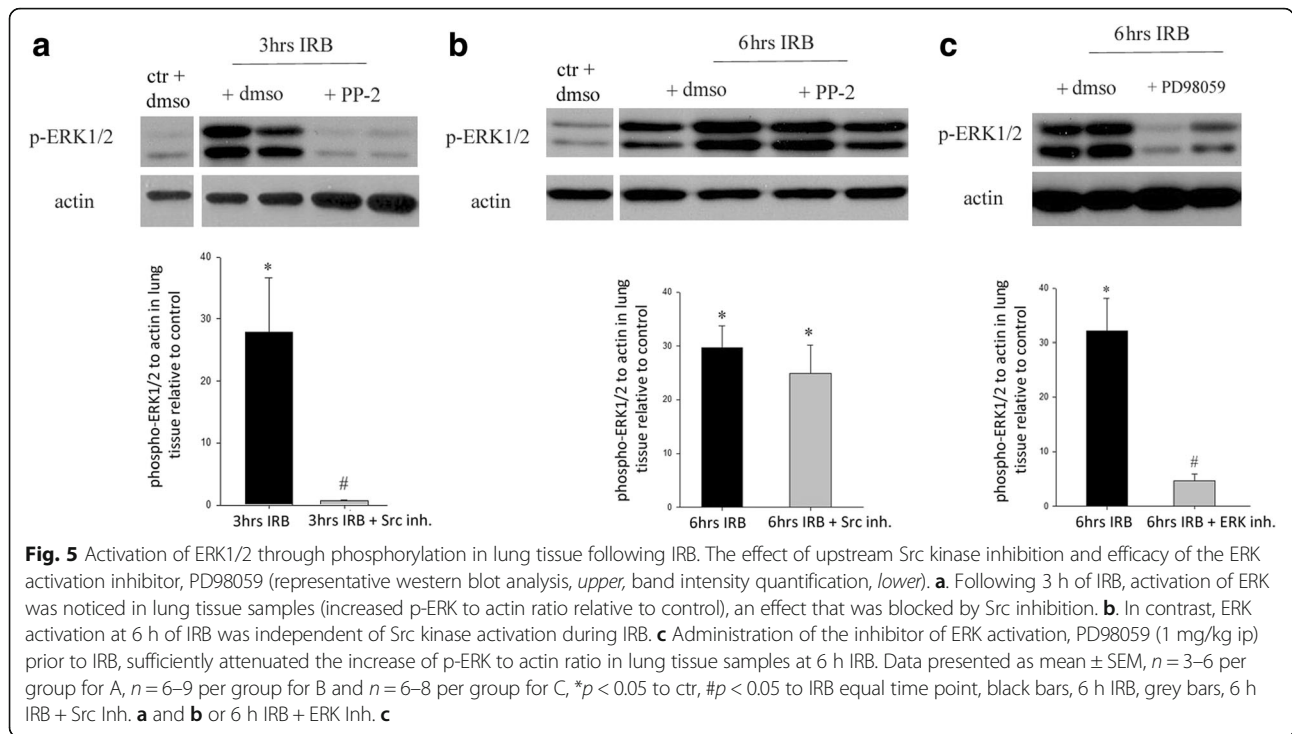 a
3hrs IRB
ctr +
dmso
+ dmso
+ PP-2
p-ERK1/2
actin
phospho-ERK1/2 to actin in lung
tissue relative to control
40
30
20
10
0
*
#
3hrs IRB
3hrs IRB + Src inh.
b
6hrs IRB
ctr +
dmso
+ dmso
+ PP-2
p-ERK1/2
actin
phospho-ERK1/2 to actin in lung
tissue relative to control
40
30
20
10
0
*
*
6hrs IRB
6hrs IRB + Src inh.
c
6hrs IRB
+ dmso
+ PD98059
p-ERK1/2
actin
phospho-ERK1/2 to actin in lung
tissue relative to control
40
30
20
10
0
*
#
6hrs IRB
6hrs IRB + ERK inh.
Fig. 5 Activation of ERK1/2 through phosphorylation in lung tissue following IRB. The effect of upstream Src kinase inhibition and efficacy of the ERK
activation inhibitor, PD98059 (representative western blot analysis, upper, band intensity quantification, lower). a. Following 3 h of IRB, activation of ERK
was noticed in lung tissue samples (increased p-ERK to actin ratio relative to control), an effect that was blocked by Src inhibition. b. In contrast, ERK
activation at 6 h of IRB was independent of Src kinase activation during IRB. c Administration of the inhibitor of ERK activation, PD98059 (1 mg/kg ip)
prior to IRB, sufficiently attenuated the increase of p-ERK to actin ratio in lung tissue samples at 6 h IRB. Data presented as mean ± SEM, n = 3–6 per
group for A, n = 6–9 per group for B and n = 6–8 per group for C, *p < 0.05 to ctr, #p < 0.05 to IRB equal time point, black bars, 6 h IRB, grey bars, 6 h
IRB + Src Inh. a and b or 6 h IRB + ERK Inh. c